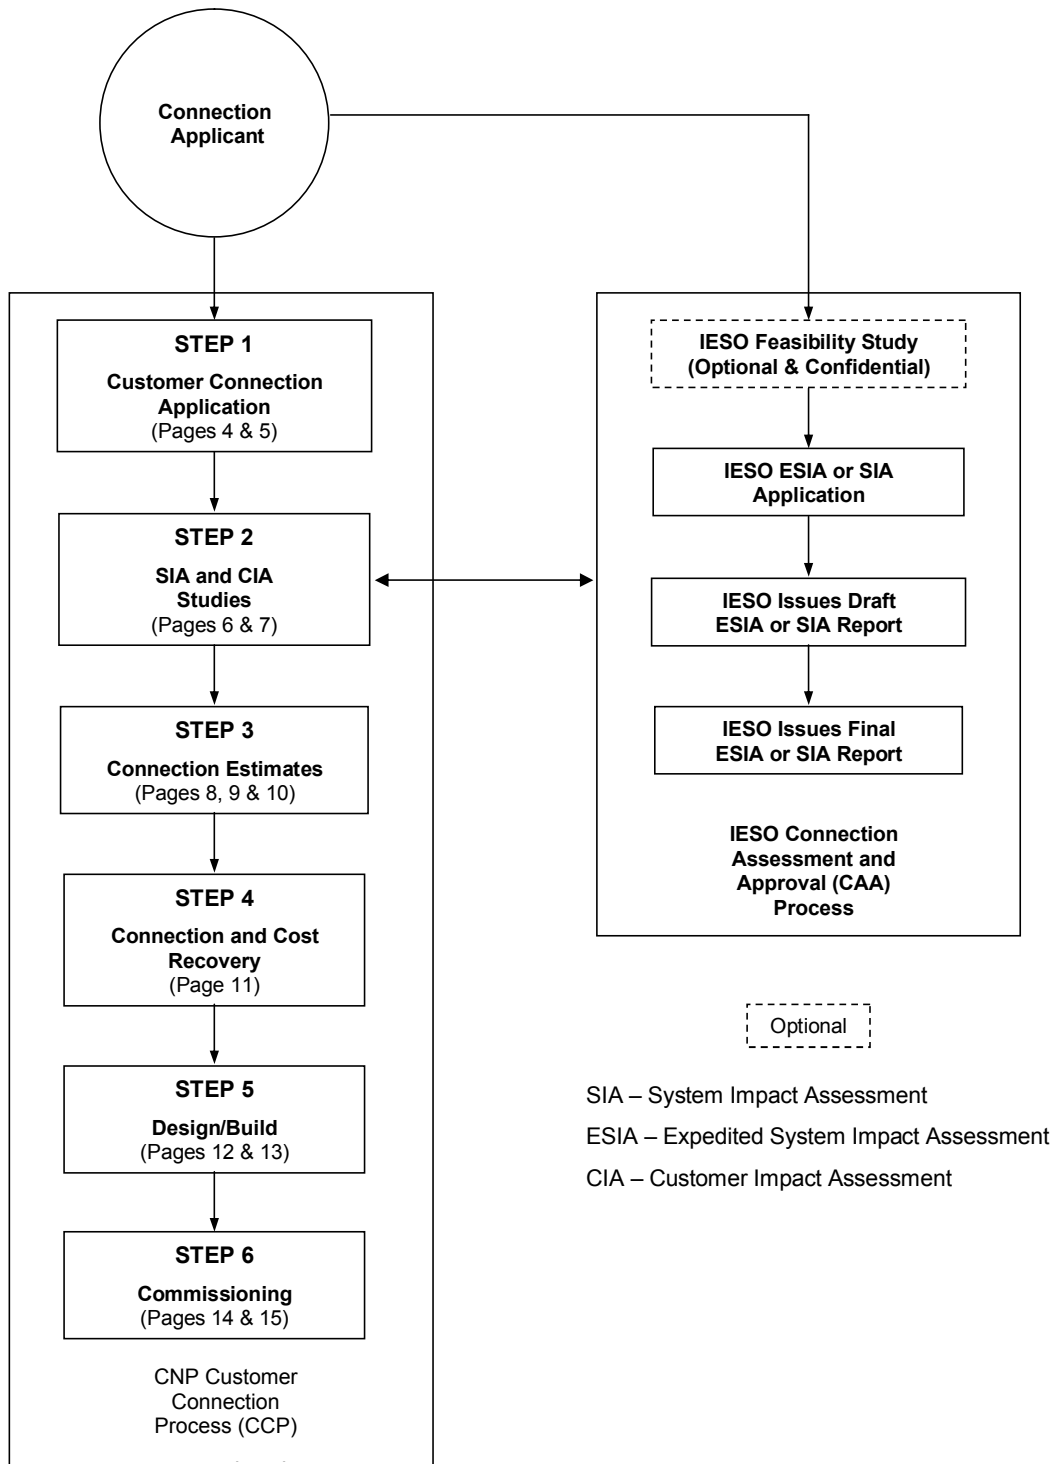 Connection
Applicant
STEP 1
Customer Connection
Application
(Pages 4 & 5)
STEP 2
SIA and CIA
Studies
(Pages 6 & 7)
STEP 3
Connection Estimates
(Pages 8, 9 & 10)
STEP 4
Connection and Cost
Recovery
(Page 11)
STEP 5
Design/Build
(Pages 12 & 13)
STEP 6
Commissioning
(Pages 14 & 15)
CNP Customer
Connection
Process (CCP)
IESO Feasibility Study
(Optional & Confidential)
IESO ESIA or SIA
Application
IESO Issues Draft
ESIA or SIA Report
IESO Issues Final
ESIA or SIA Report
IESO Connection
Assessment and
Approval (CAA)
Process
Optional
SIA – System Impact Assessment
ESIA – Expedited System Impact Assessment
CIA – Customer Impact Assessment